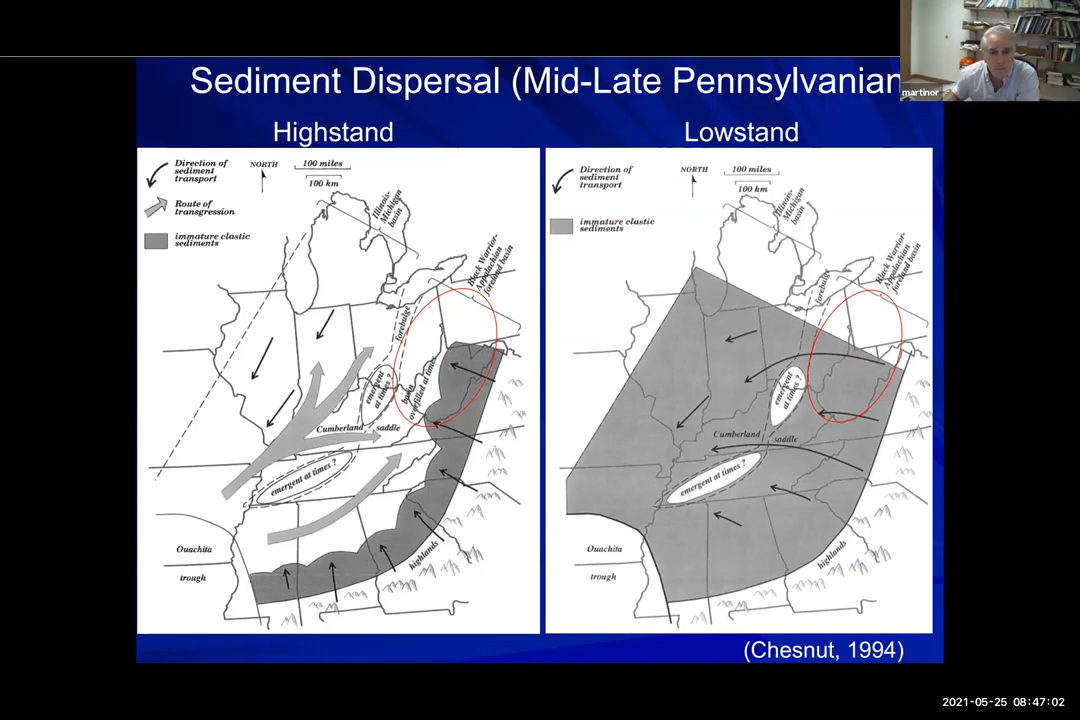 Sediment Dispersal (Mid-Late Pennsylvanian
martinor
Highstand
Lowstand
Direction of
sediment
transport
NORTH
100 miles
100 km
Route of
transgression
immature clastic
sediments
Illinois-
Michigan
basin
Black Warrior-
Appalachian
foreland basin
forebulge
emergent
at times ?
basin
overfilled at times
Cumberland saddle
emergent at times ?
Ouachita
trough
highlands
Direction of
sediment
transport
NORTH
100 miles
100 km
immature clastic
sediments
Illinois-
Michigan
basin
Black Warrior-
Appalachian
foreland basin
forebulge
emergent
at times ?
Cumberland saddle
emergent at times ?
Ouachita
trough
highlands
(Chesnut, 1994)
2021-05-25 08:47:02